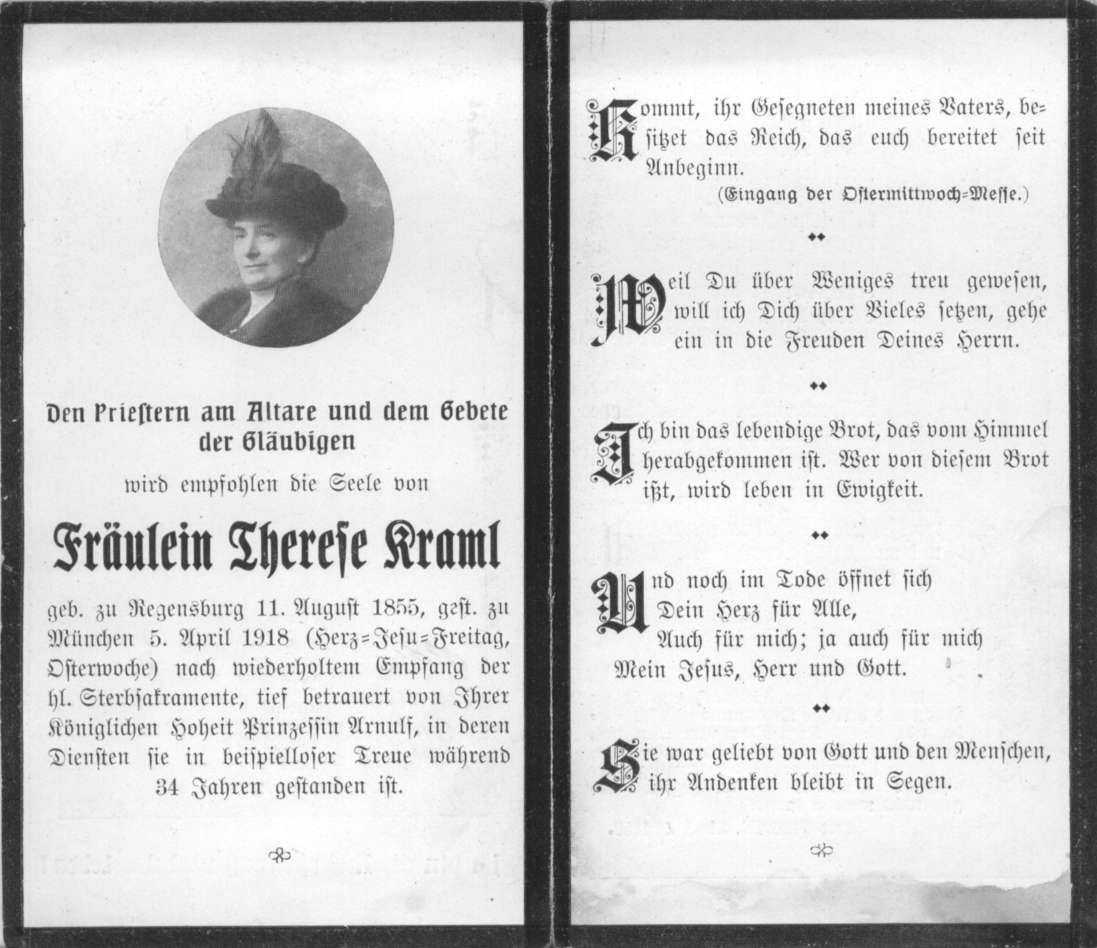 Den Priestern am Altare und dem Gebete
der Gläubigen
wird empfohlen die Seele von
Fräulein Therese Kraml
geb. zu Regensburg 11. August 1855, gest. zu
München 5. April 1918 (Herz=Jesu=Freitag,
Osterwoche) nach wiederholtem Empfang der
hl. Sterbsakramente, tief betrauert von Ihrer
Königlichen Hoheit Prinzessin Arnulf, in deren
Diensten sie in beispielloser Treue während
34 Jahren gestanden ist.
Kommt, ihr Gesegneten meines Vaters, be=
sitzet das Reich, das euch bereitet seit
Anbeginn.
(Eingang der Ostermittwoch=Messe.)
Weil Du über Weniges treu gewesen,
will ich Dich über Vieles setzen, gehe
ein in die Freuden Deines Herrn.
Ich bin das lebendige Brot, das vom Himmel
herabgekommen ist. Wer von diesem Brot
ißt, wird leben in Ewigkeit.
Und noch im Tode öffnet sich
Dein Herz für Alle,
Auch für mich; ja auch für mich
Mein Jesus, Herr und Gott.
Sie war geliebt von Gott und den Menschen,
ihr Andenken bleibt in Segen.